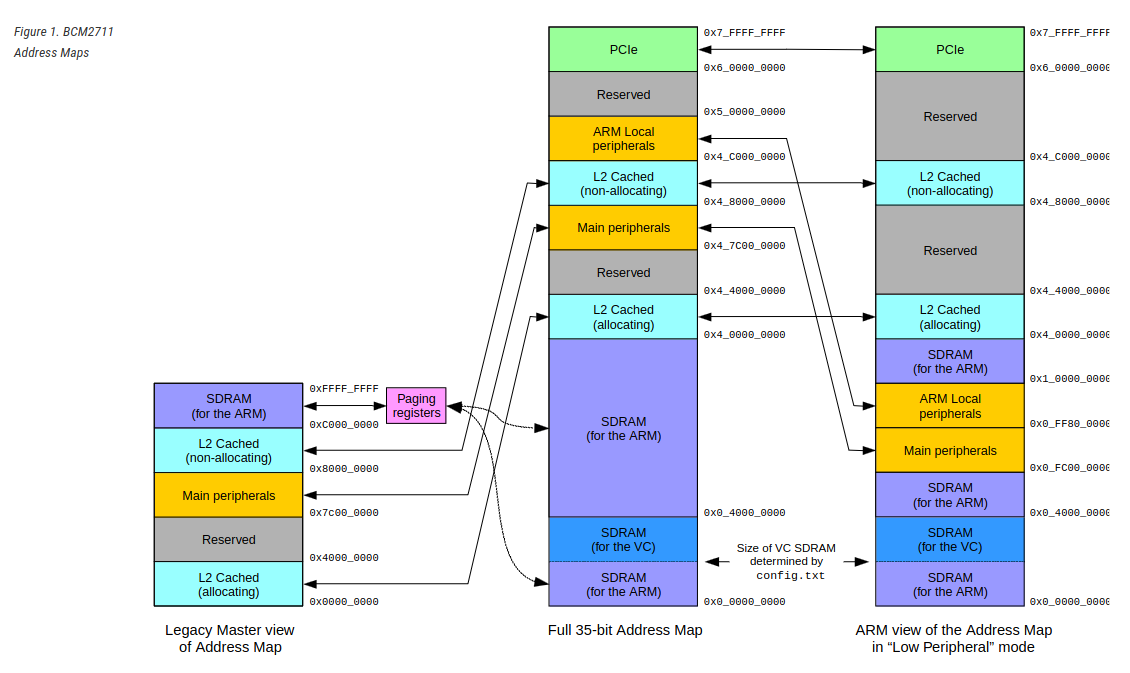 Figure 1. BCM2711
Address Maps
SDRAM
(for the ARM)
L2 Cached
(non-allocating)
Main peripherals
Reserved
L2 Cached
(allocating)
0xFFFF_FFFF
0xC000_0000
0x8000_0000
0x7c00_0000
0x4000_0000
0x0000_0000
Legacy Master view
of Address Map
Paging
registers
PCIe
Reserved
ARM Local
peripherals
L2 Cached
(non-allocating)
Main peripherals
Reserved
L2 Cached
(allocating)
SDRAM
(for the ARM)
SDRAM
(for the VC)
SDRAM
(for the ARM)
0x7_FFFF_FFFF
0x6_0000_0000
0x5_0000_0000
0x4_C000_0000
0x4_8000_0000
0x4_7C00_0000
0x4_4000_0000
0x4_0000_0000
0x0_4000_0000
0x0_0000_0000
Full 35-bit Address Map
Size of VC SDRAM
determined by
config.txt
PCIe
Reserved
L2 Cached
(non-allocating)
Reserved
L2 Cached
(allocating)
SDRAM
(for the ARM)
ARM Local
peripherals
Main peripherals
SDRAM
(for the ARM)
SDRAM
(for the VC)
SDRAM
(for the ARM)
0x7_FFFF_FFFF
0x6_0000_0000
0x4_C000_0000
0x4_8000_0000
0x4_4000_0000
0x4_0000_0000
0x1_0000_0000
0x0_FF80_0000
0x0_FC00_0000
0x0_4000_0000
0x0_0000_0000
ARM view of the Address Map
in “Low Peripheral” mode